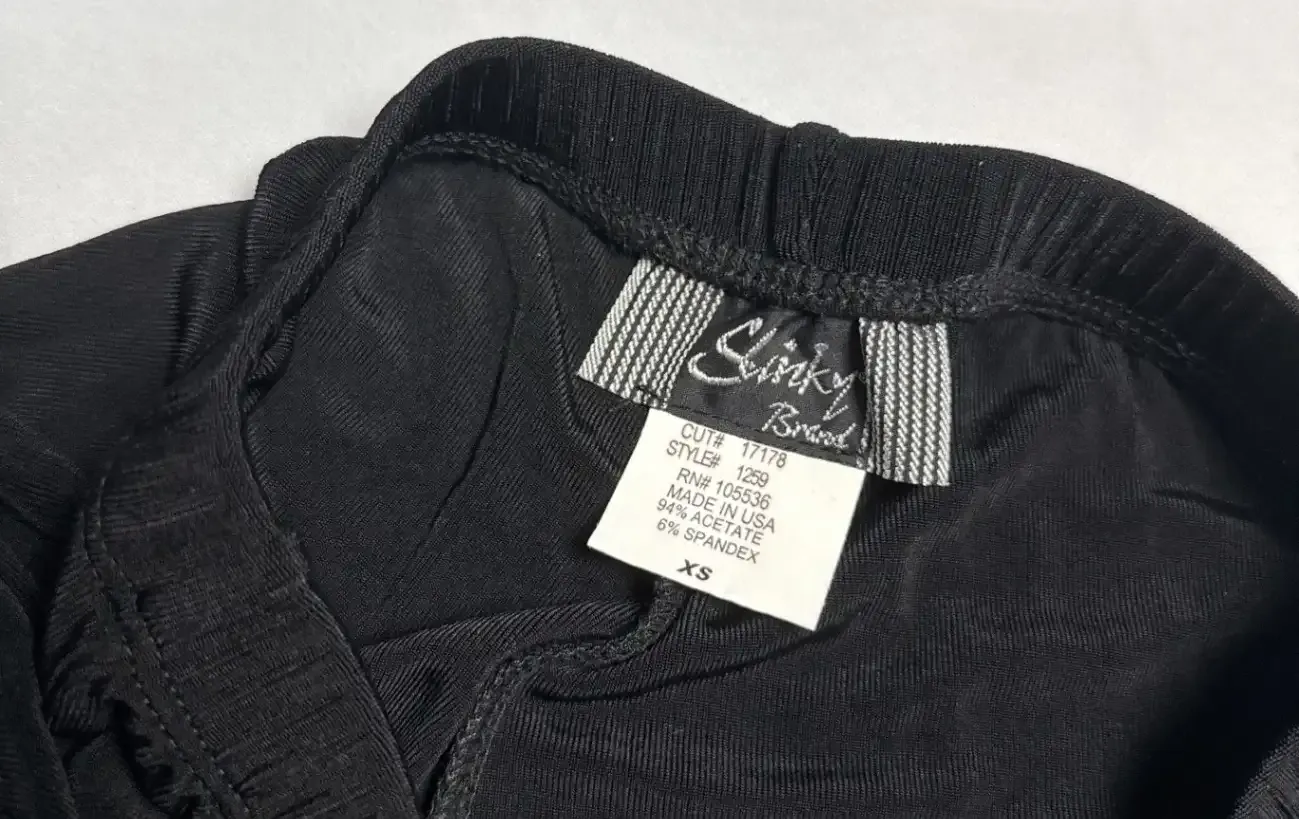 Slinky
Brand
CUT# 17178
STYLE# 1259
RN# 105536
MADE IN USA
94% ACETATE
6% SPANDEX
XS